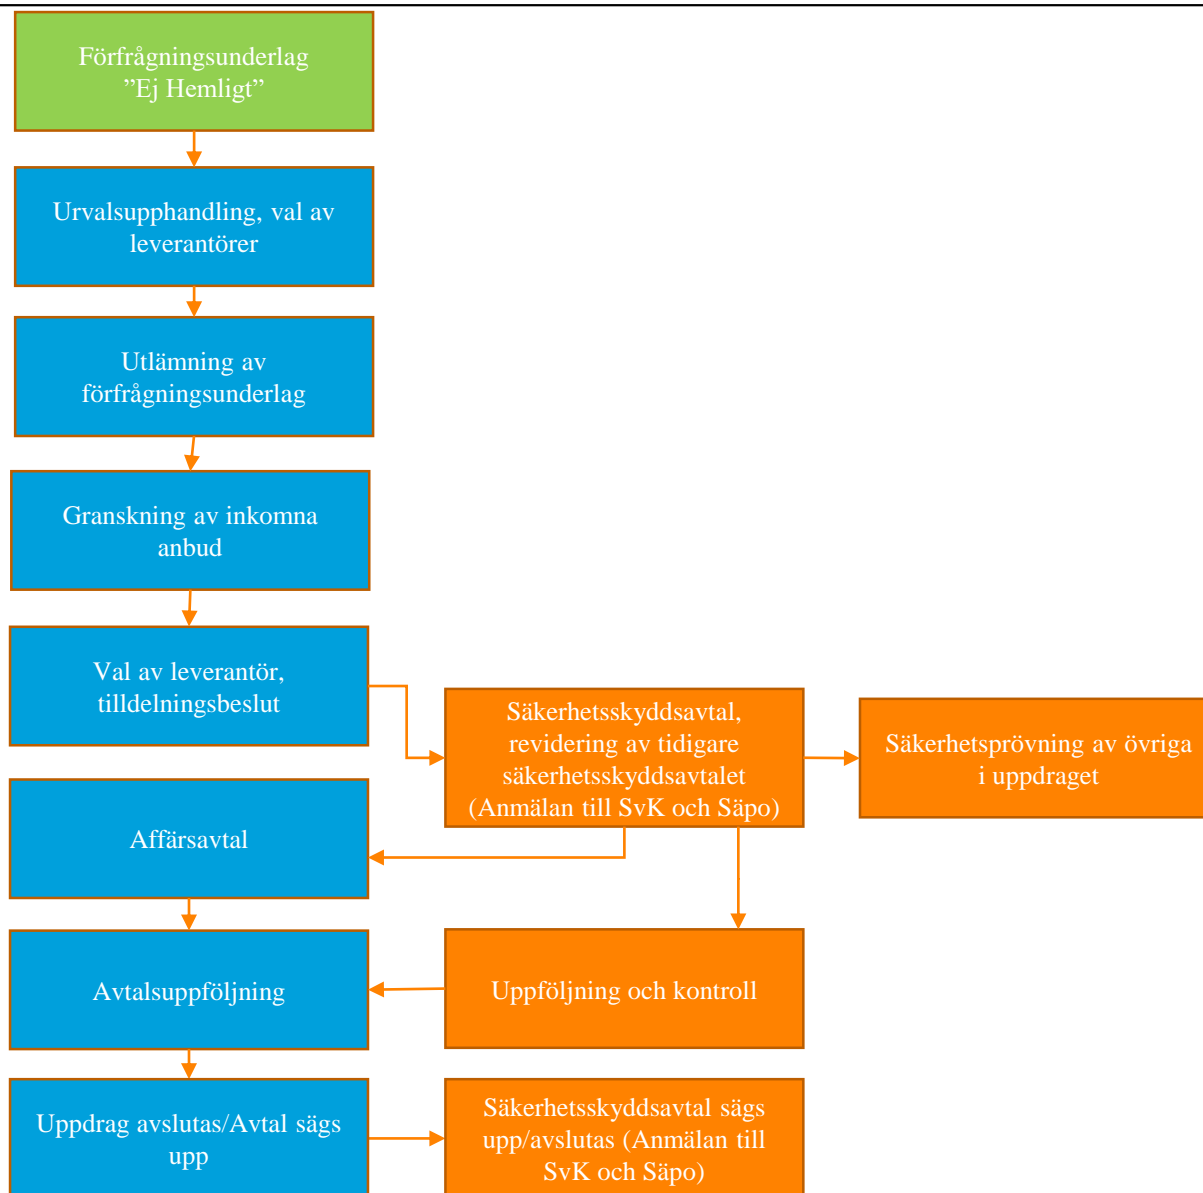 Förfrågningsunderlag
”Ej Hemligt”
Urvalsupphandling, val av
leverantörer
Utlämning av
förfrågningsunderlag
Granskning av inkomna
anbud
Val av leverantör,
tilldelningsbeslut
Säkerhetsskyddsavtal,
revidering av tidigare
säkerhetsskyddsavtalet
(Anmälan till SvK och Säpo)
Säkerhetsprövning av övriga
i uppdraget
Affärsavtal
Avtalsuppföljning
Uppföljning och kontroll
Uppdrag avslutas/Avtal sägs
upp
Säkerhetsskyddsavtal sägs
upp/avslutas (Anmälan till
SvK och Säpo)